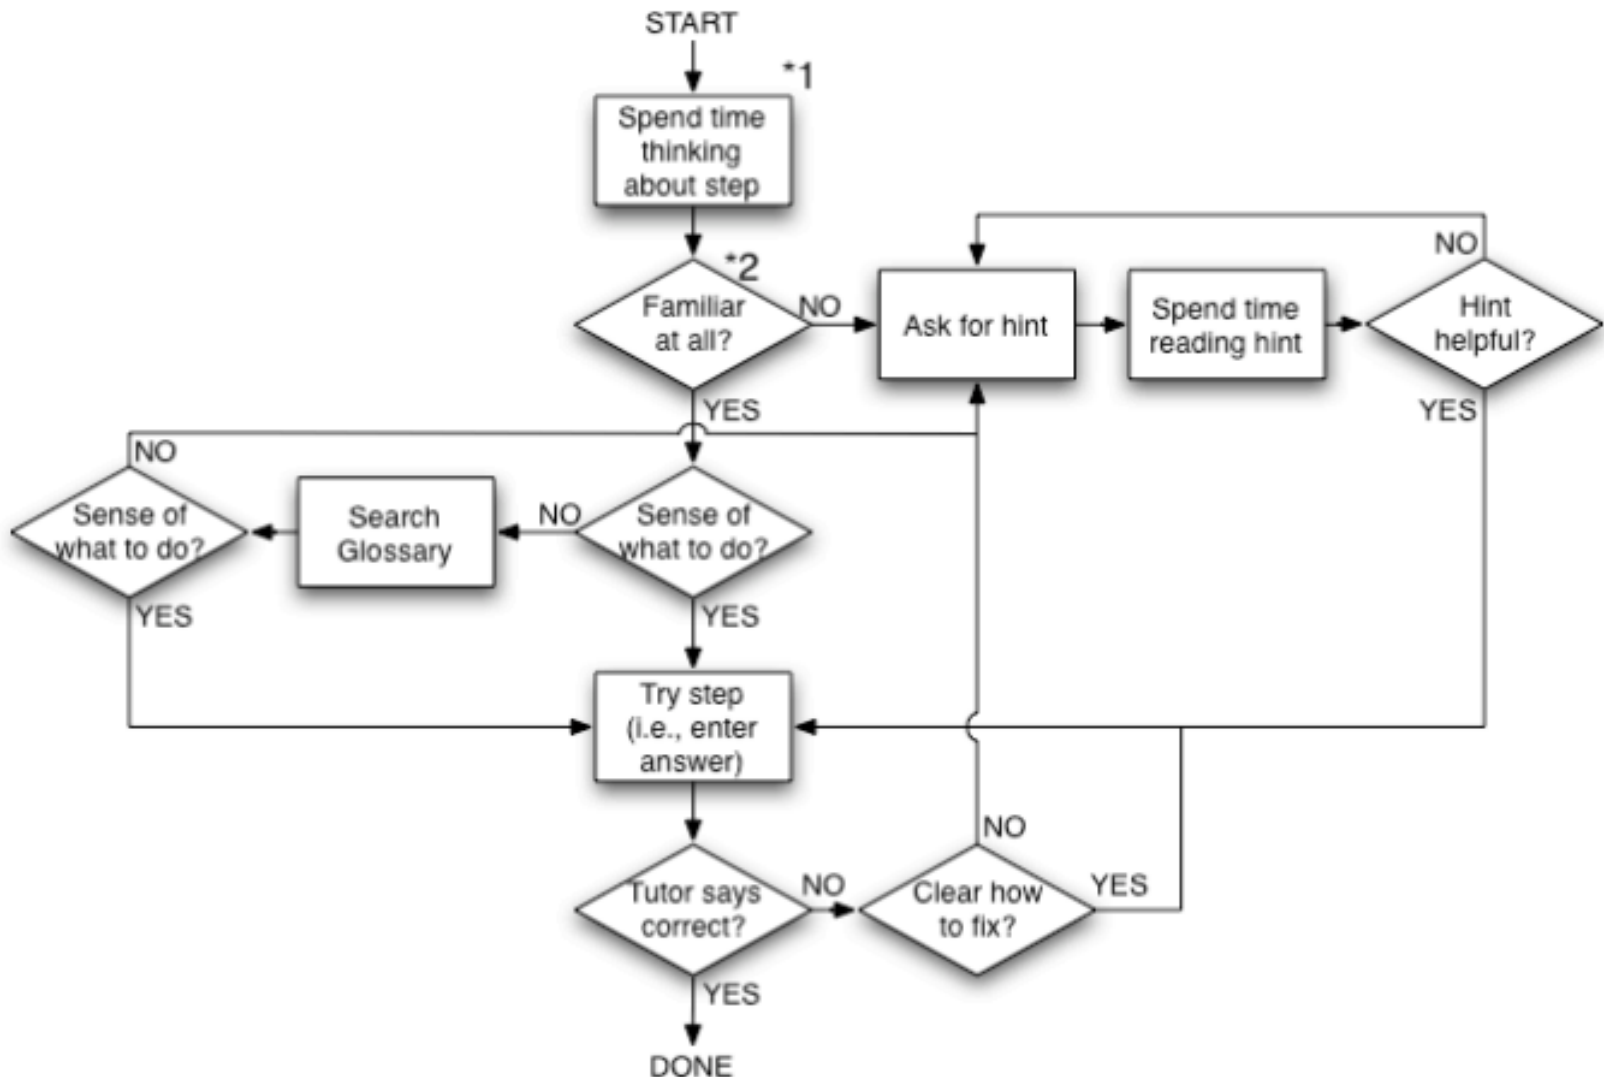 START
*1
Spend time
thinking
about step
*2
Familiar
at all?
NO
YES
Ask for hint
Spend time
reading hint
Hint
helpful?
NO
YES
Sense of
what to do?
NO
YES
Search
Glossary
NO
Sense of
what to do?
YES
Try step
(i.e., enter
answer)
Tutor says
correct?
NO
YES
Clear how
to fix?
NO
YES
DONE